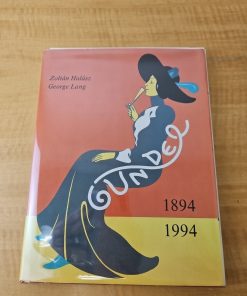 Zoltán Halász
George Lang
GUNDEL
1894
1994